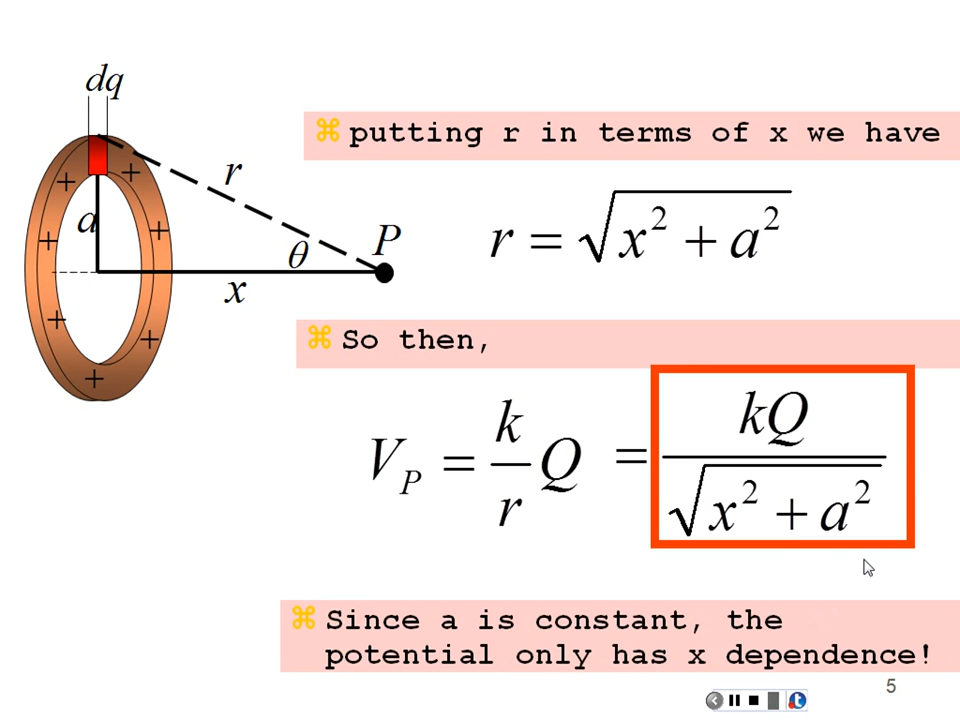 dq
⌘ putting r in terms of x we have
r
a
θ
P
x
r = √(x² + a²)
⌘ So then,
V_P = k/r Q = kQ/√(x² + a²)
⌘ Since a is constant, the
potential only has x dependence!
5
+ + + + + + +